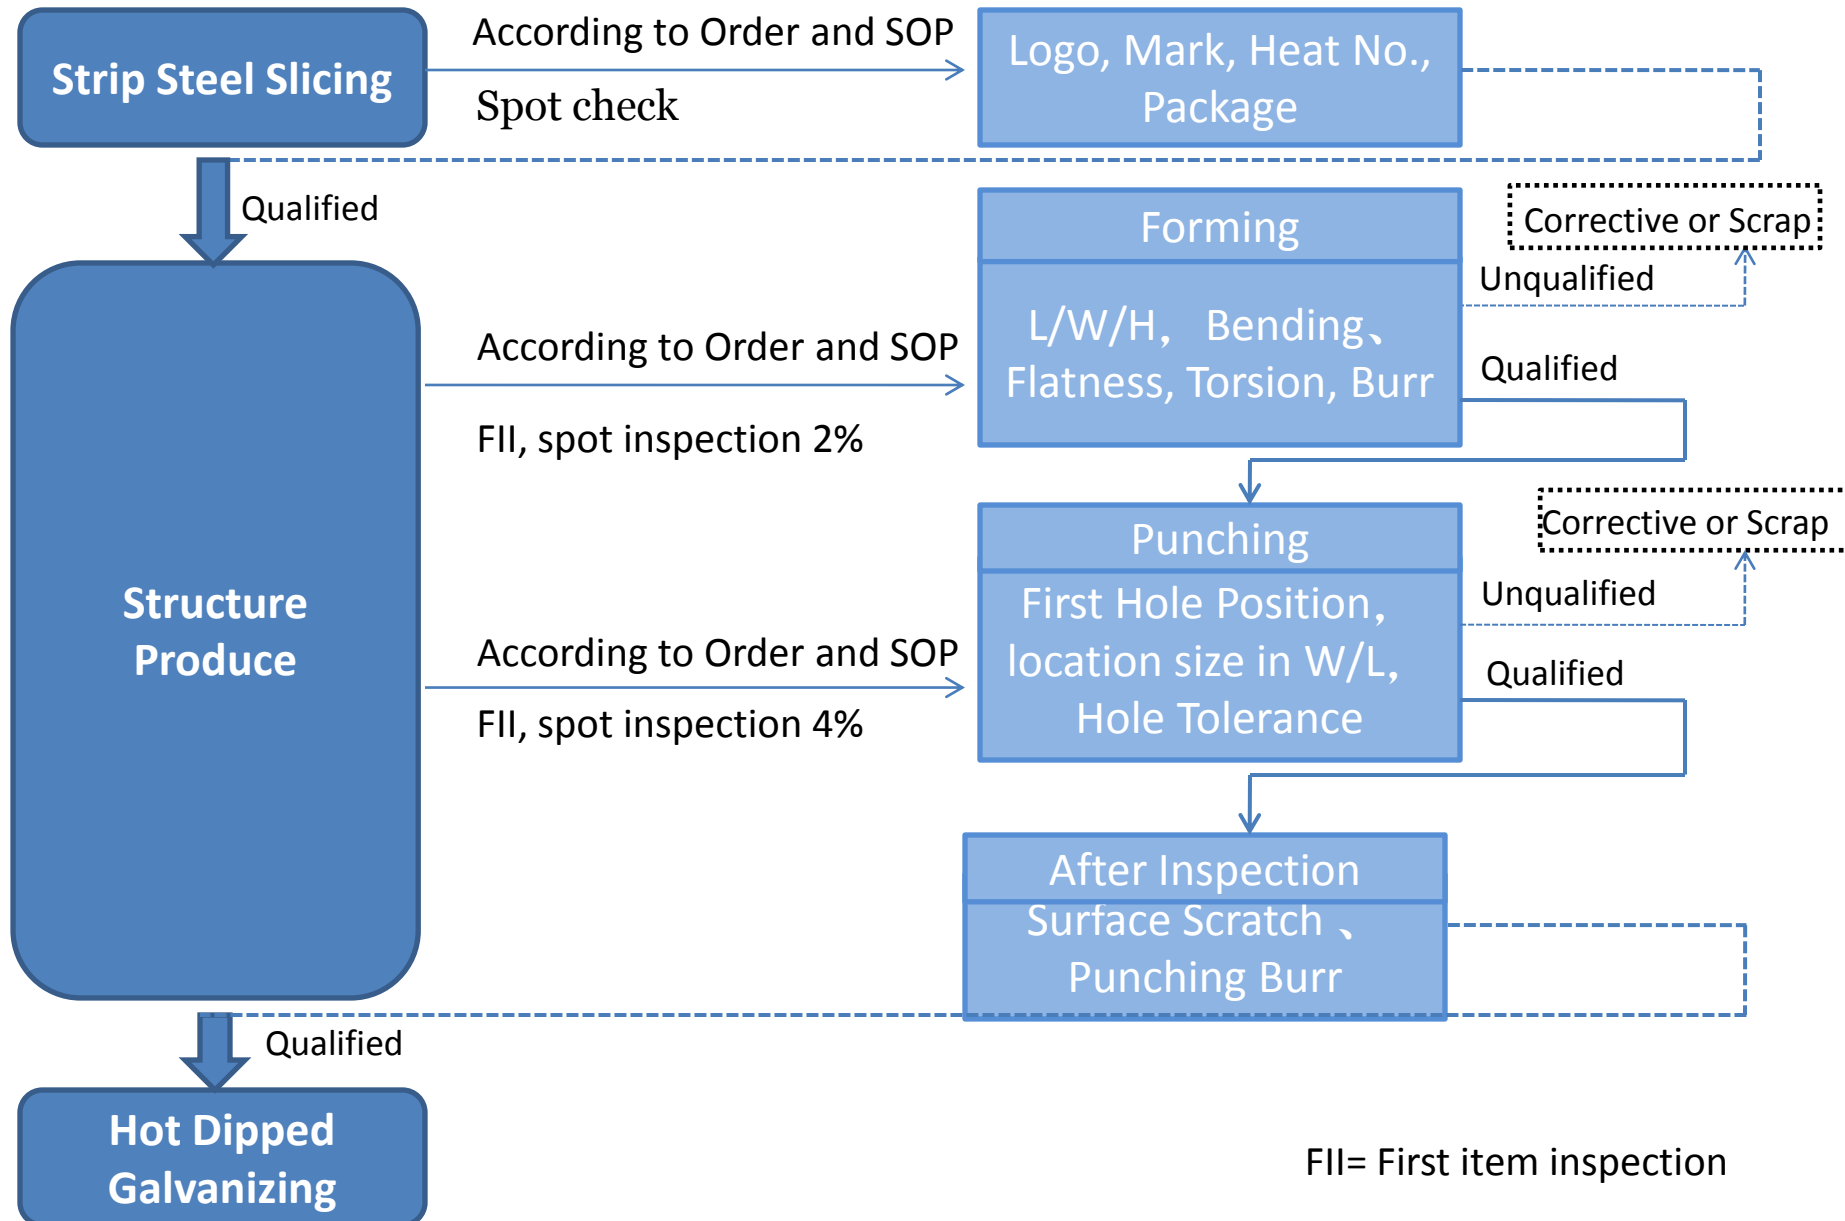 Strip Steel Slicing
According to Order and SOP
Spot check
Logo, Mark, Heat No.,
Package
Qualified
Forming
Corrective or Scrap
Unqualified
L/W/H， Bending、
Flatness, Torsion, Burr
According to Order and SOP
FII, spot inspection 2%
Qualified
Structure
Produce
Punching
Corrective or Scrap
Unqualified
First Hole Position，
location size in W/L，
Hole Tolerance
According to Order and SOP
FII, spot inspection 4%
Qualified
After Inspection
Surface Scratch 、
Punching Burr
Qualified
Hot Dipped
Galvanizing
FII= First item inspection